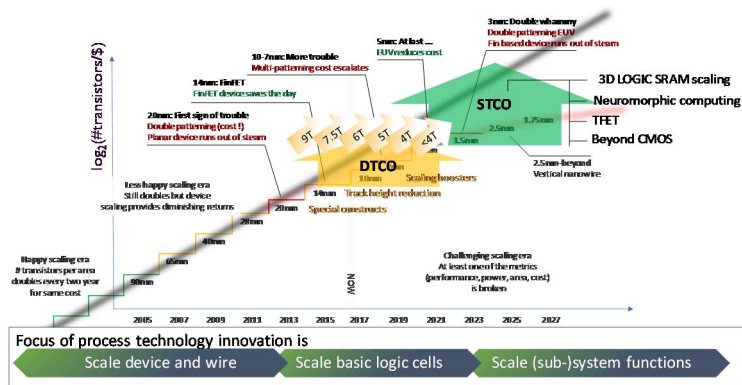 3nm: Double whammy
Double patterning EUV
Fin based device runs out of steam
5nm: At last ....
EUV reduces cost
10-7nm: More trouble
Multi-patterning cost escalates
14nm: FinFET
FinFET device saves the day
20nm: First sign of trouble
Double patterning (cost !)
Planar device runs out of steam
log2(#transistors/$)
STCO
3D LOGIC SRAM scaling
Neuromorphic computing
TFET
Beyond CMOS
9T
7.5T
6T
5T
4T
<4T
DTCO
1.75nm
2.5nm
3.5nm
2.5nm-beyond
Vertical nanowire
10nm
Scaling boosters
14nm
Track height reduction
20nm
Special constructs
28nm
40nm
65nm
90nm
Less happy scaling era
Still doubles but device
scaling provides diminishing returns
Happy scaling era
# transistors per area
doubles every two year
for same cost
NOW
Challenging scaling era
At least one of the metrics
(performance, power, area, cost)
is broken
2005 2007 2009 2011 2013 2015 2017 2019 2021 2023 2025 2027
Focus of process technology innovation is
Scale device and wire
Scale basic logic cells
Scale (sub-)system functions